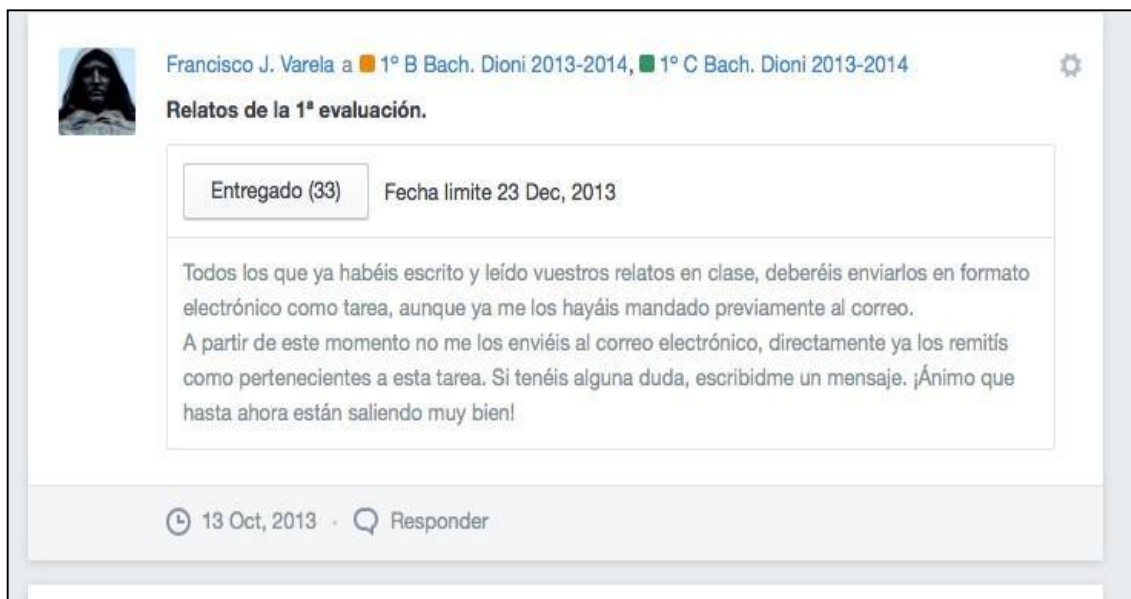 Francisco J. Varela a 1º B Bach. Dioni 2013-2014, 1º C Bach. Dioni 2013-2014
Relatos de la 1ª evaluación.
Entregado (33) Fecha limite 23 Dec, 2013
Todos los que ya habéis escrito y leído vuestros relatos en clase, deberéis enviarlos en formato
electrónico como tarea, aunque ya me los hayáis mandado previamente al correo.
A partir de este momento no me los enviéis al correo electrónico, directamente ya los remitís
como pertenecientes a esta tarea. Si tenéis alguna duda, escribidme un mensaje. ¡Ánimo que
hasta ahora están saliendo muy bien!
13 Oct, 2013 · Responder